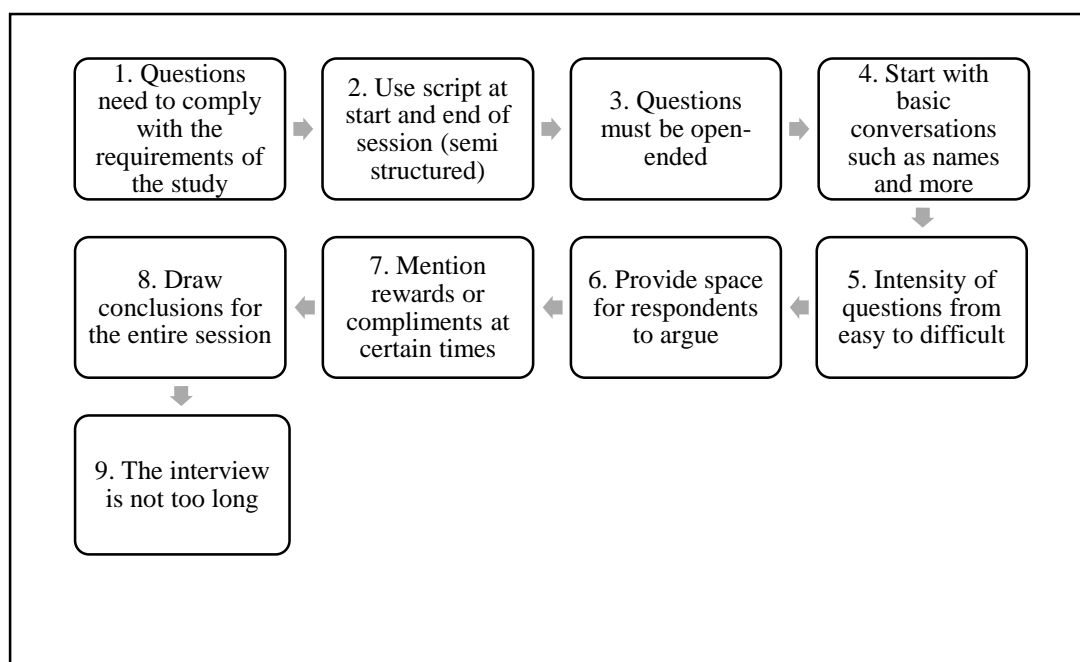 1. Questions
need to comply
with the
requirements of
the study
2. Use script at
start and end of
session (semi
structured)
3. Questions
must be open-
ended
4. Start with
basic
conversations
such as names
and more
5. Intensity of
questions from
easy to difficult
6. Provide space
for respondents
to argue
7. Mention
rewards or
compliments at
certain times
8. Draw
conclusions for
the entire session
9. The interview
is not too long